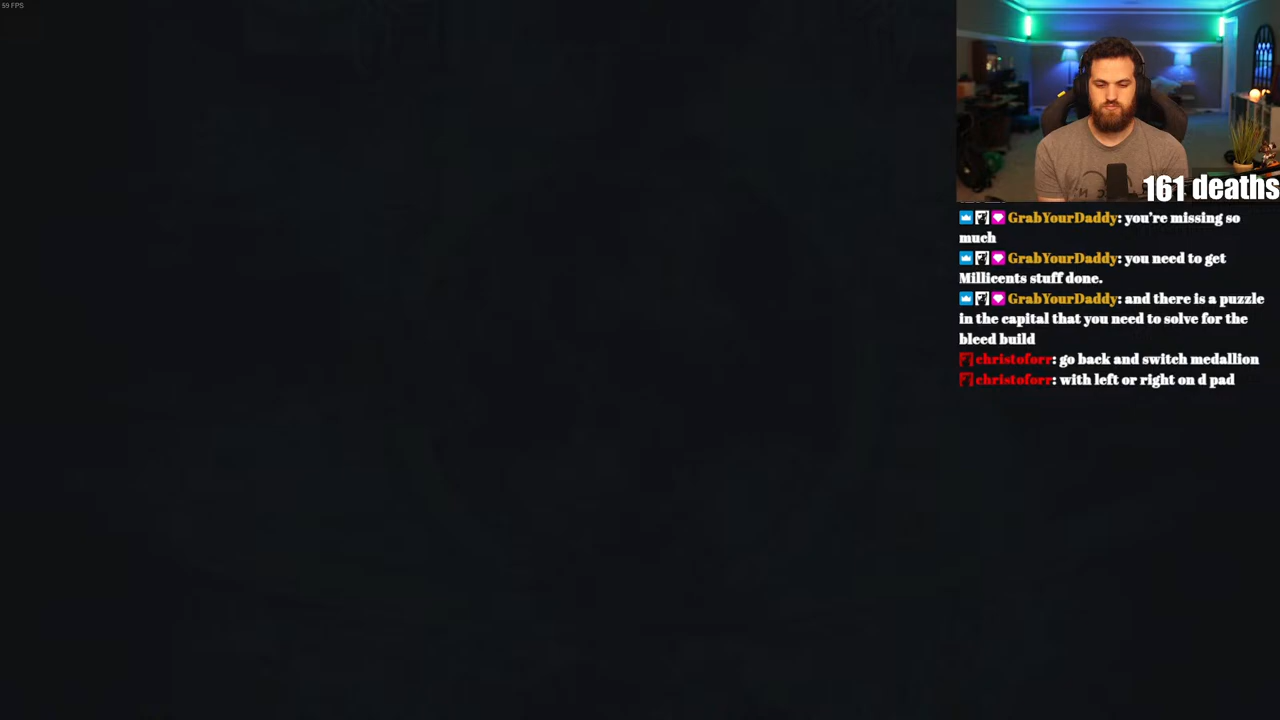 59 FPS
161 deaths
GrabYourDaddy: you're missing so
much
GrabYourDaddy: you need to get
Millicents stuff done.
GrabYourDaddy: and there is a puzzle
in the capital that you need to solve for the
bleed build
christoforr: go back and switch medallion
christoforr: with left or right on d pad